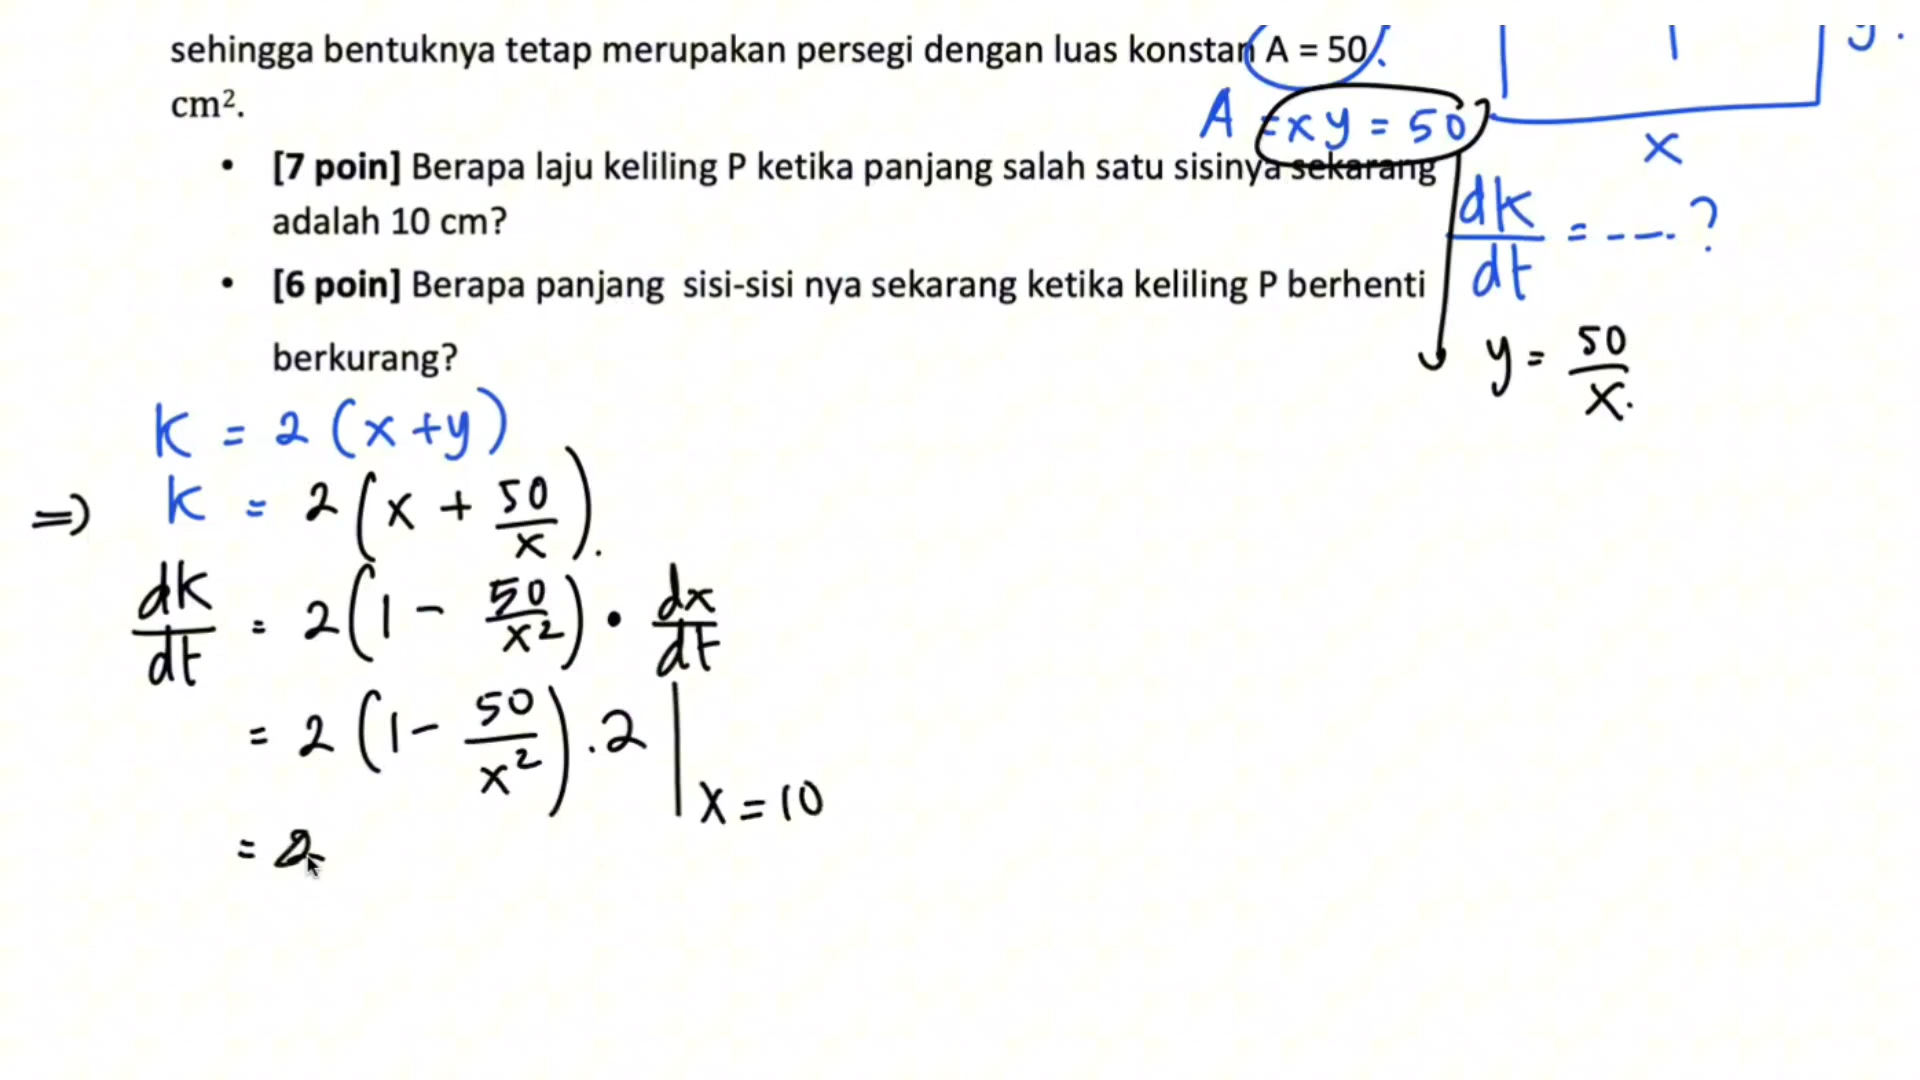 sehingga bentuknya tetap merupakan persegi dengan luas konstan A = 50
cm².
A = xy = 50
x
y.
• [7 poin] Berapa laju keliling P ketika panjang salah satu sisinya sekarang
adalah 10 cm?
dk/dt = ---- ?
• [6 poin] Berapa panjang sisi-sisi nya sekarang ketika keliling P berhenti
berkurang?
y = 50/x.
k = 2 (x+y)
=> k = 2 (x + 50/x).
dk/dt = 2(1 - 50/x²) · dx/dt
= 2 (1 - 50/x²) . 2 | x = 10
= 2